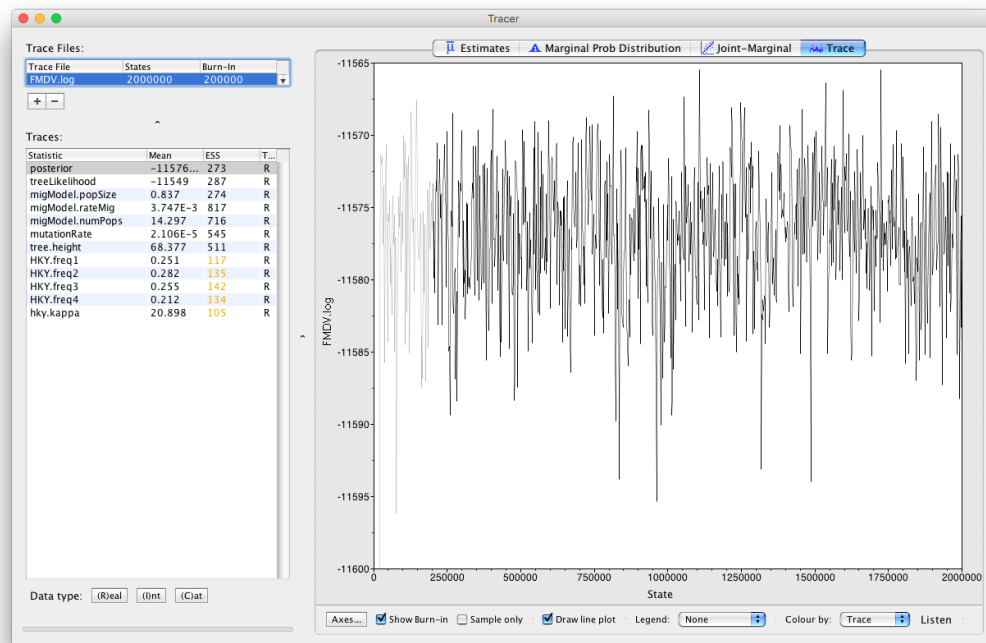 Tracer
Trace Files:
Trace File States Burn-In
FMDV.log 2000000 200000
+ −
Traces:
Statistic Mean ESS T...
posterior -11576... 273 R
treeLikelihood -11549 287 R
migModel.popSize 0.837 274 R
migModel.rateMig 3.747E-3 817 R
migModel.numPops 14.297 716 R
mutationRate 2.106E-5 545 R
tree.height 68.377 511 R
HKY.freq1 0.251 117 R
HKY.freq2 0.282 135 R
HKY.freq3 0.255 142 R
HKY.freq4 0.212 134 R
hky.kappa 20.898 105 R
Data type: (R)eal (I)nt (C)at
μ Estimates Marginal Prob Distribution Joint-Marginal Trace
-11565
-11570
-11575
-11580
-11585
-11590
-11595
-11600
FMDV.log
0 250000 500000 750000 1000000 1250000 1500000 1750000 2000000
State
Axes... Show Burn-in Sample only Draw line plot Legend: None Colour by: Trace Listen